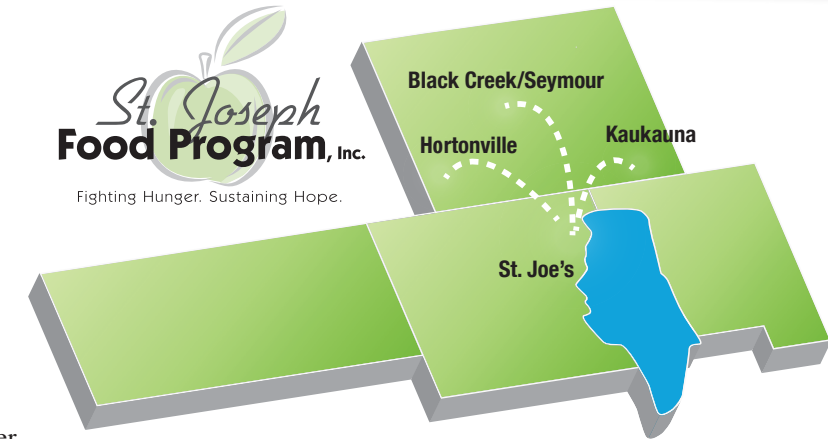 St. Joseph
Food Program, Inc.
Fighting Hunger. Sustaining Hope.
Black Creek/Seymour
Hortonville
Kaukauna
St. Joe's